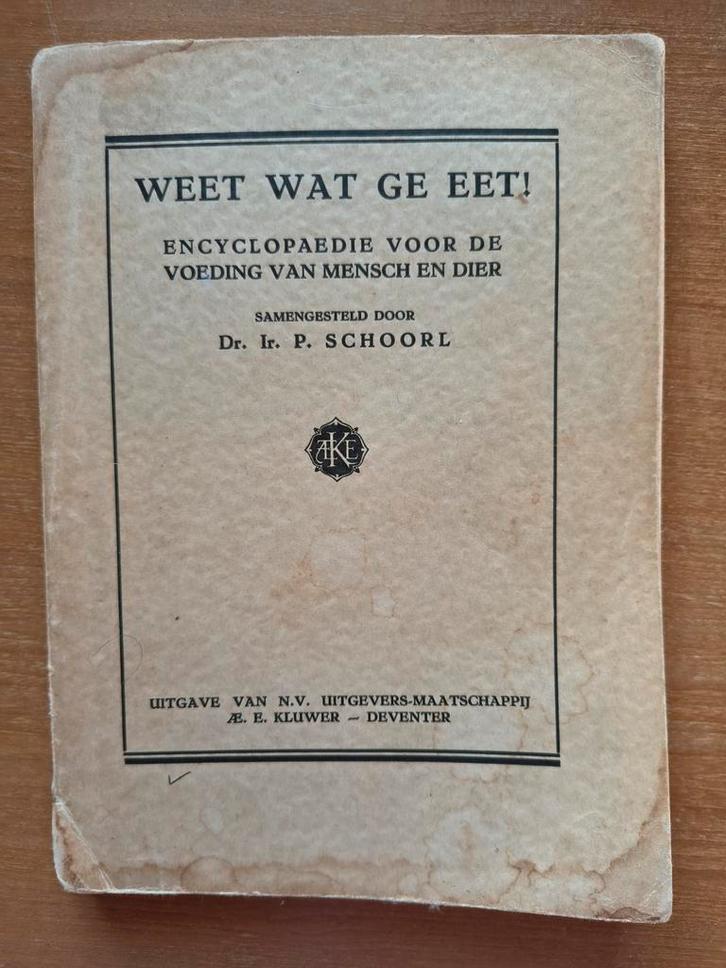 WEET WAT GE EET!
ENCYCLOPAEDIE VOOR DE
VOEDING VAN MENSCH EN DIER
SAMENGESTELD DOOR
Dr. Ir. P. SCHOORL
ÆKE
UITGAVE VAN N.V. UITGEVERS-MAATSCHAPPIJ
Æ. E. KLUWER – DEVENTER